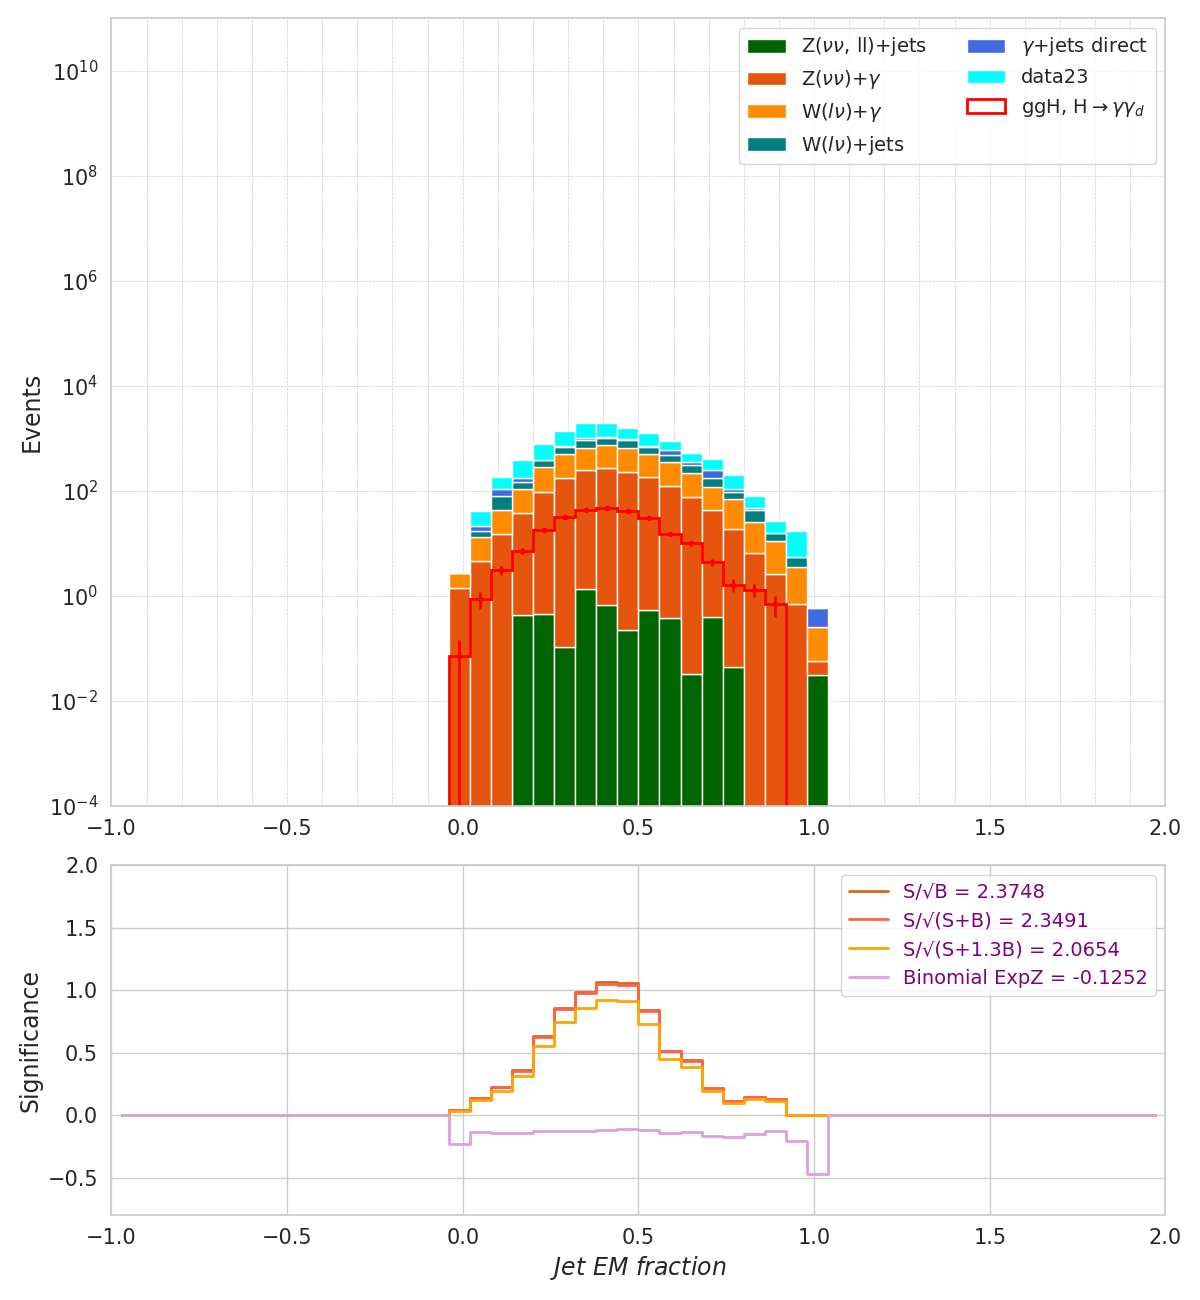 Z(νν, ll)+jets
Z(νν)+γ
W(lν)+γ
W(lν)+jets
γ+jets direct
data23
ggH, H→γγ_d
Events
10^10
10^8
10^6
10^4
10^2
10^0
10^−2
10^−4
−1.0 −0.5 0.0 0.5 1.0 1.5 2.0
S/√B = 2.3748
S/√(S+B) = 2.3491
S/√(S+1.3B) = 2.0654
Binomial ExpZ = -0.1252
Significance
2.0
1.5
1.0
0.5
0.0
−0.5
−1.0 −0.5 0.0 0.5 1.0 1.5 2.0
Jet EM fraction